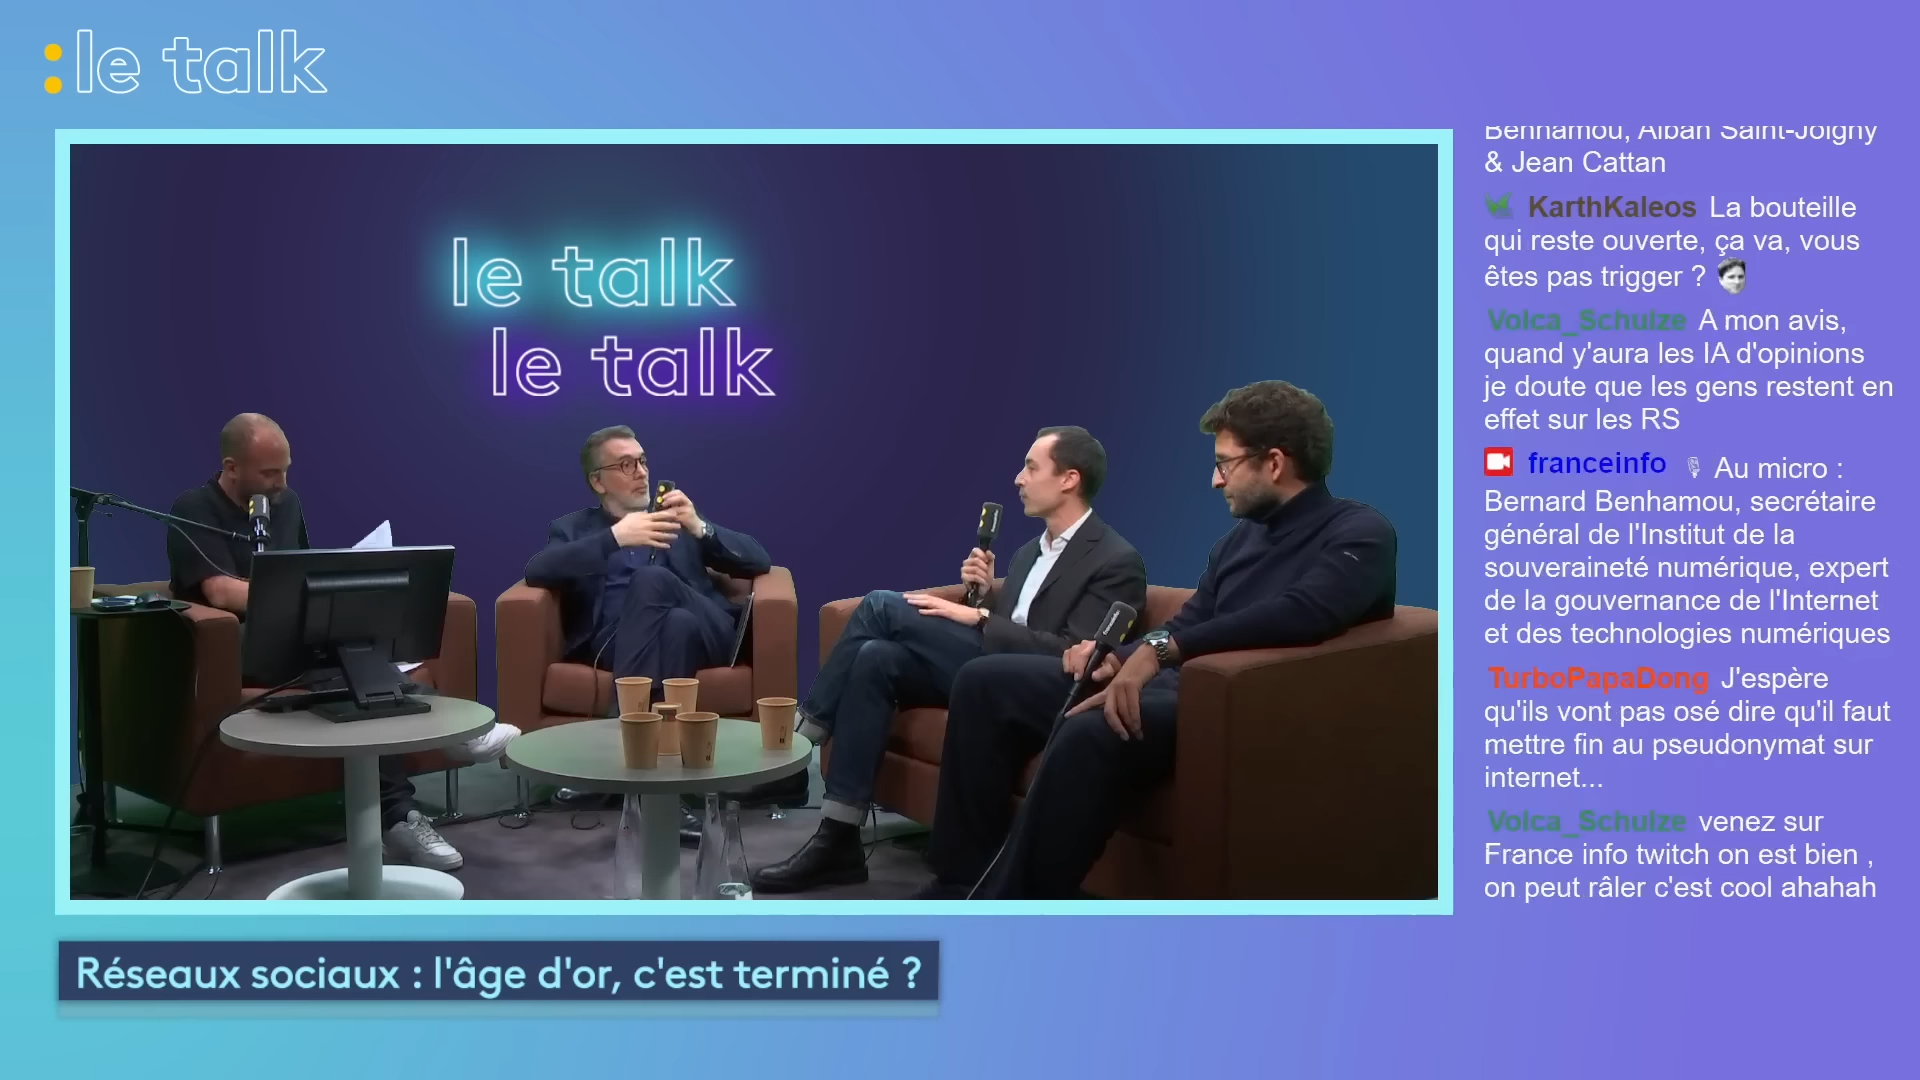 :le talk
le talk
le talk
Benhamou, Alban Saint-Joigny
& Jean Cattan
KarthKaleos La bouteille
qui reste ouverte, ça va, vous
êtes pas trigger ?
Volca_Schulze A mon avis,
quand y'aura les IA d'opinions
je doute que les gens restent en
effet sur les RS
franceinfo 🎙 Au micro :
Bernard Benhamou, secrétaire
général de l'Institut de la
souveraineté numérique, expert
de la gouvernance de l'Internet
et des technologies numériques
TurboPapaDong J'espère
qu'ils vont pas osé dire qu'il faut
mettre fin au pseudonymat sur
internet...
Volca_Schulze venez sur
France info twitch on est bien ,
on peut râler c'est cool ahahah
Réseaux sociaux : l'âge d'or, c'est terminé ?